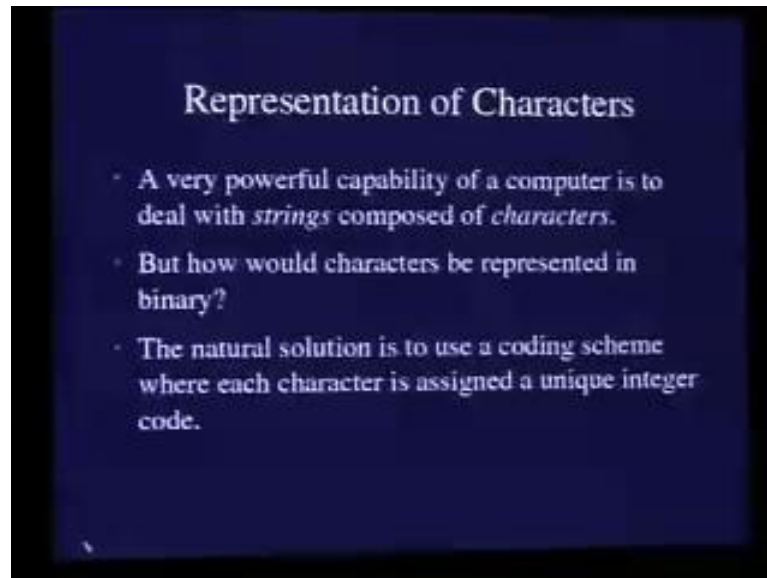 Representation of Characters
A very powerful capability of a computer is to
deal with strings composed of characters.
But how would characters be represented in
binary?
The natural solution is to use a coding scheme
where each character is assigned a unique integer
code.